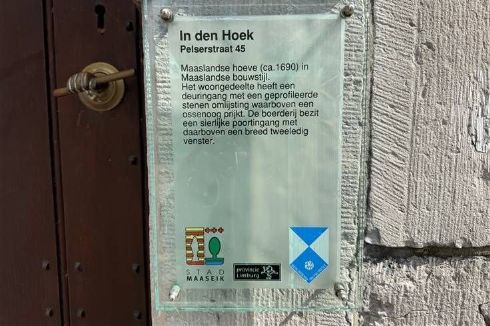 In den Hoek
Pelserstraat 45
Maaslandse hoeve (ca.1690) in
Maaslandse bouwstijl.
Het woongedeelte heeft een
deuringang met een geprofileerde
stenen omlijsting waarboven een
ossenoog prijkt. De boerderij bezit
een sierlijke poortingang met
daarboven een breed tweeledig
venster.
STAD
MAASEIK
provincie
Limburg